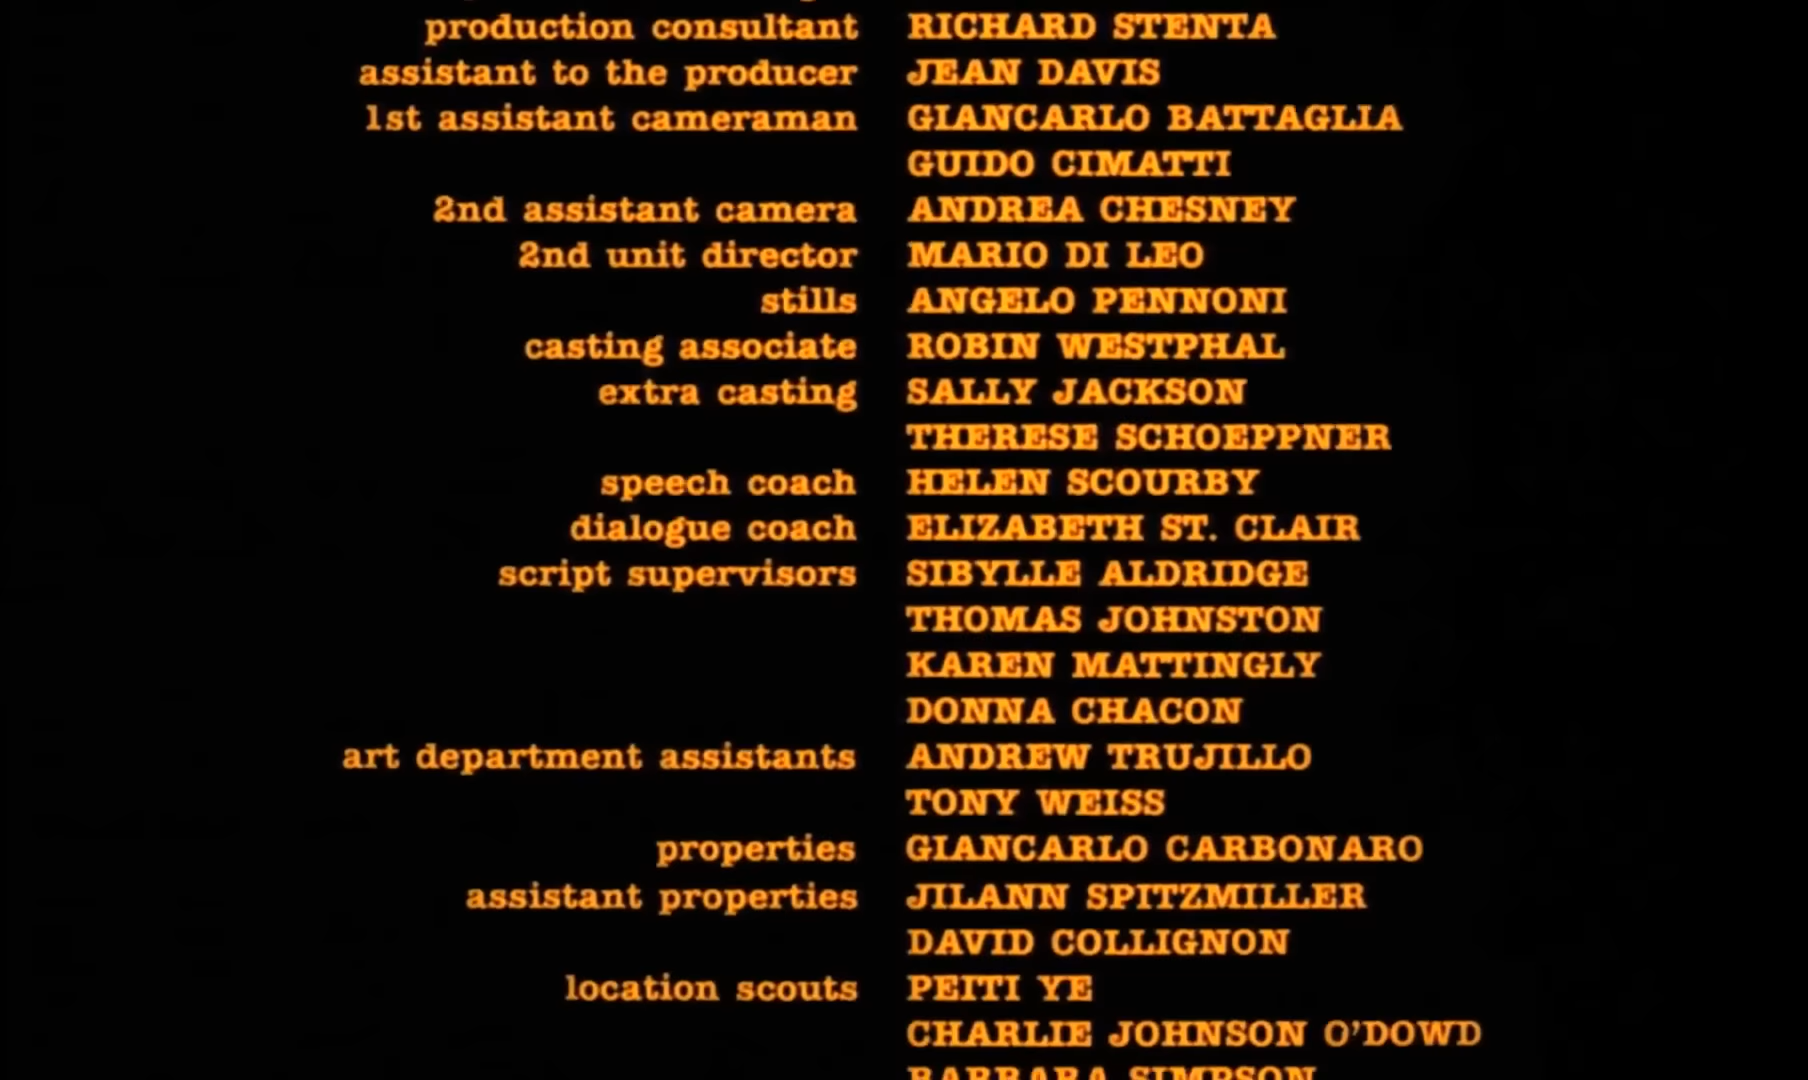 production consultant RICHARD STENTA
assistant to the producer JEAN DAVIS
1st assistant cameraman GIANCARLO BATTAGLIA
GUIDO CIMATTI
2nd assistant camera ANDREA CHESNEY
2nd unit director MARIO DI LEO
stills ANGELO PENNONI
casting associate ROBIN WESTPHAL
extra casting SALLY JACKSON
THERESE SCHOEPPNER
speech coach HELEN SCOURBY
dialogue coach ELIZABETH ST. CLAIR
script supervisors SIBYLLE ALDRIDGE
THOMAS JOHNSTON
KAREN MATTINGLY
DONNA CHACON
art department assistants ANDREW TRUJILLO
TONY WEISS
properties GIANCARLO CARBONARO
assistant properties JILANN SPITZMILLER
DAVID COLLIGNON
location scouts PEITI YE
CHARLIE JOHNSON O'DOWD
BARBARA SIMPSON